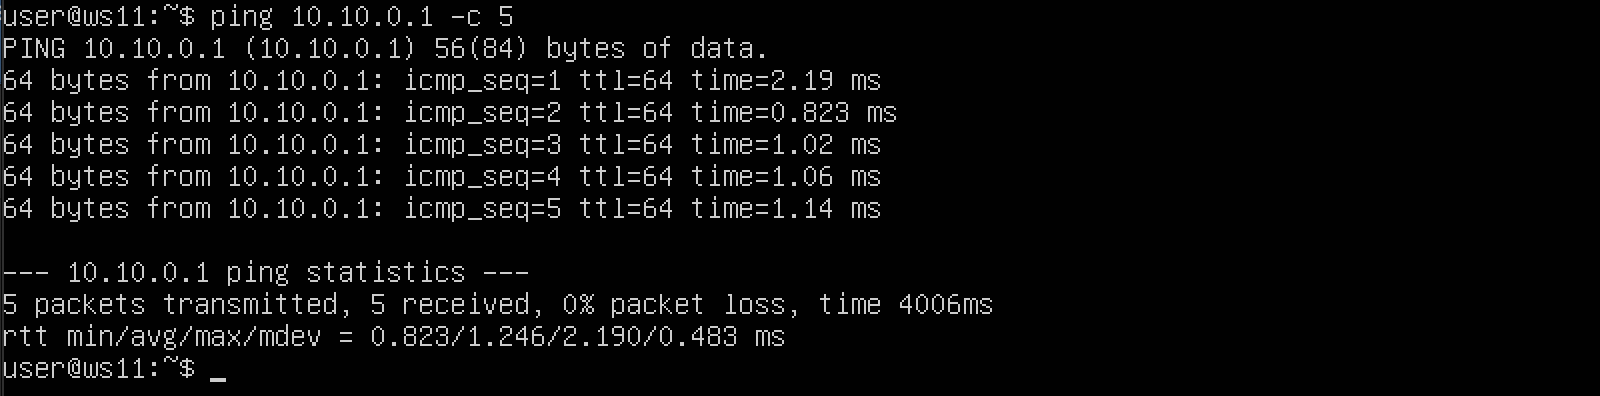 user@ws11:~$ ping 10.10.0.1 -c 5
PING 10.10.0.1 (10.10.0.1) 56(84) bytes of data.
64 bytes from 10.10.0.1: icmp_seq=1 ttl=64 time=2.19 ms
64 bytes from 10.10.0.1: icmp_seq=2 ttl=64 time=0.823 ms
64 bytes from 10.10.0.1: icmp_seq=3 ttl=64 time=1.02 ms
64 bytes from 10.10.0.1: icmp_seq=4 ttl=64 time=1.06 ms
64 bytes from 10.10.0.1: icmp_seq=5 ttl=64 time=1.14 ms
--- 10.10.0.1 ping statistics ---
5 packets transmitted, 5 received, 0% packet loss, time 4006ms
rtt min/avg/max/mdev = 0.823/1.246/2.190/0.483 ms
user@ws11:~$ _